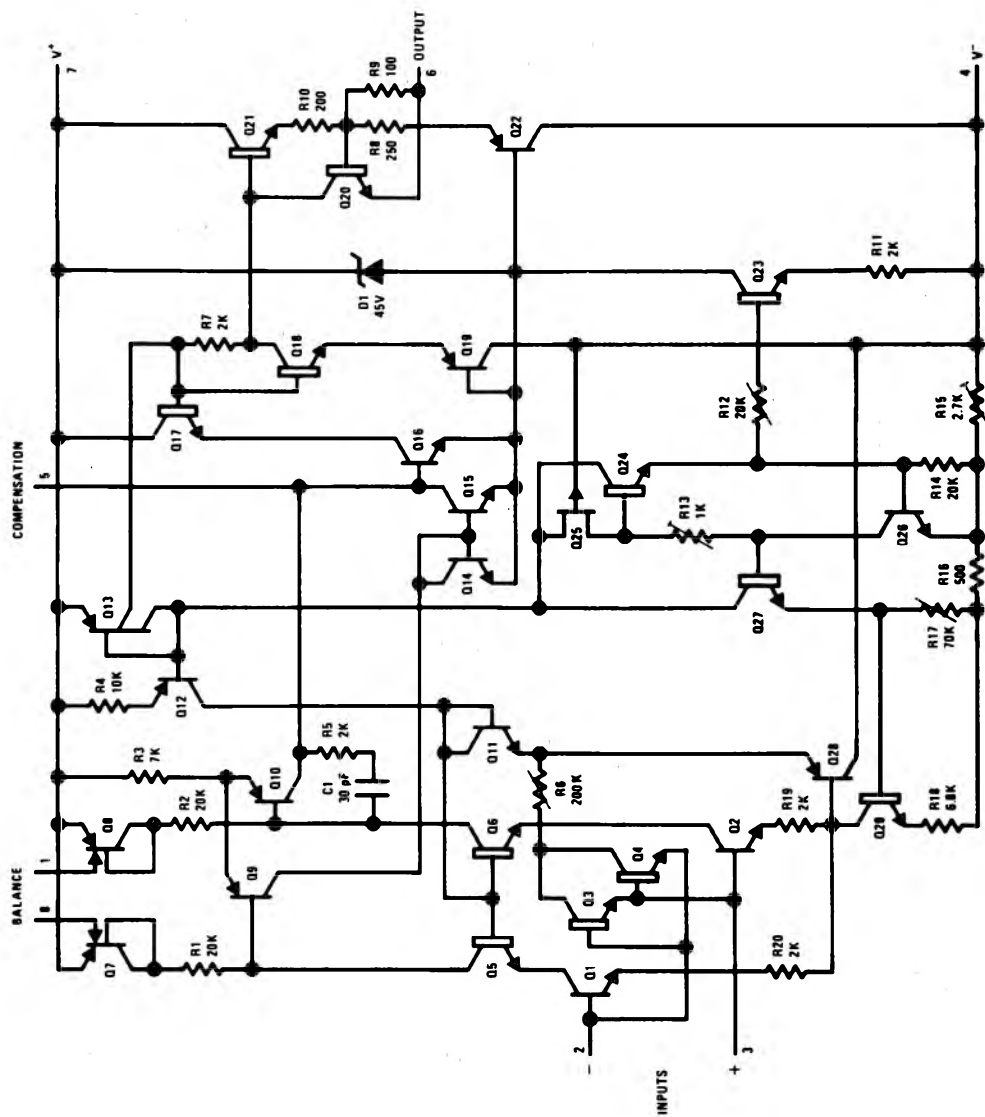 BALANCE
8
1
COMPENSATION
5
V+
7
Q7
Q8
R1
20K
R2
20K
R3
7K
R4
10K
Q9
Q10
R5
2K
C1
30 pF
Q12
Q13
Q17
R7
2K
Q18
Q21
R10
200
R9
100
R8
250
Q20
OUTPUT
6
D1
45V
Q5
Q6
Q11
Q14
Q15
Q16
Q19
Q22
R6
200K
Q3
Q4
Q1
Q2
Q25
Q24
R13
1K
R12
20K
Q23
2
−
3
+
INPUTS
R20
2K
R19
2K
Q28
Q27
Q26
R14
20K
R15
2.7K
R11
2K
Q29
R18
6.8K
R17
70K
R16
500
V−
4